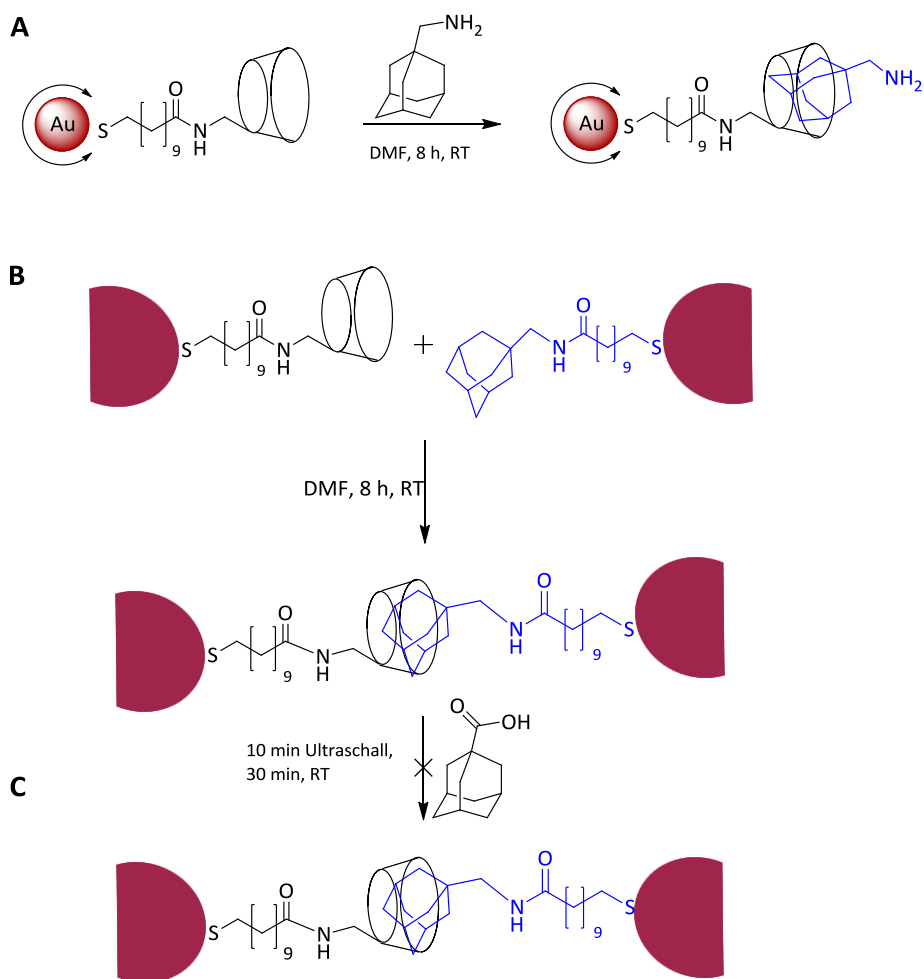 A
NH2
Au
S
9
O
N
H
DMF, 8 h, RT
Au
S
9
O
N
H
NH2
B
S
9
O
N
H
+
O
N
H
9
S
DMF, 8 h, RT
S
9
O
N
H
O
N
H
9
S
O
OH
10 min Ultraschall,
30 min, RT
C
S
9
O
N
H
O
N
H
9
S